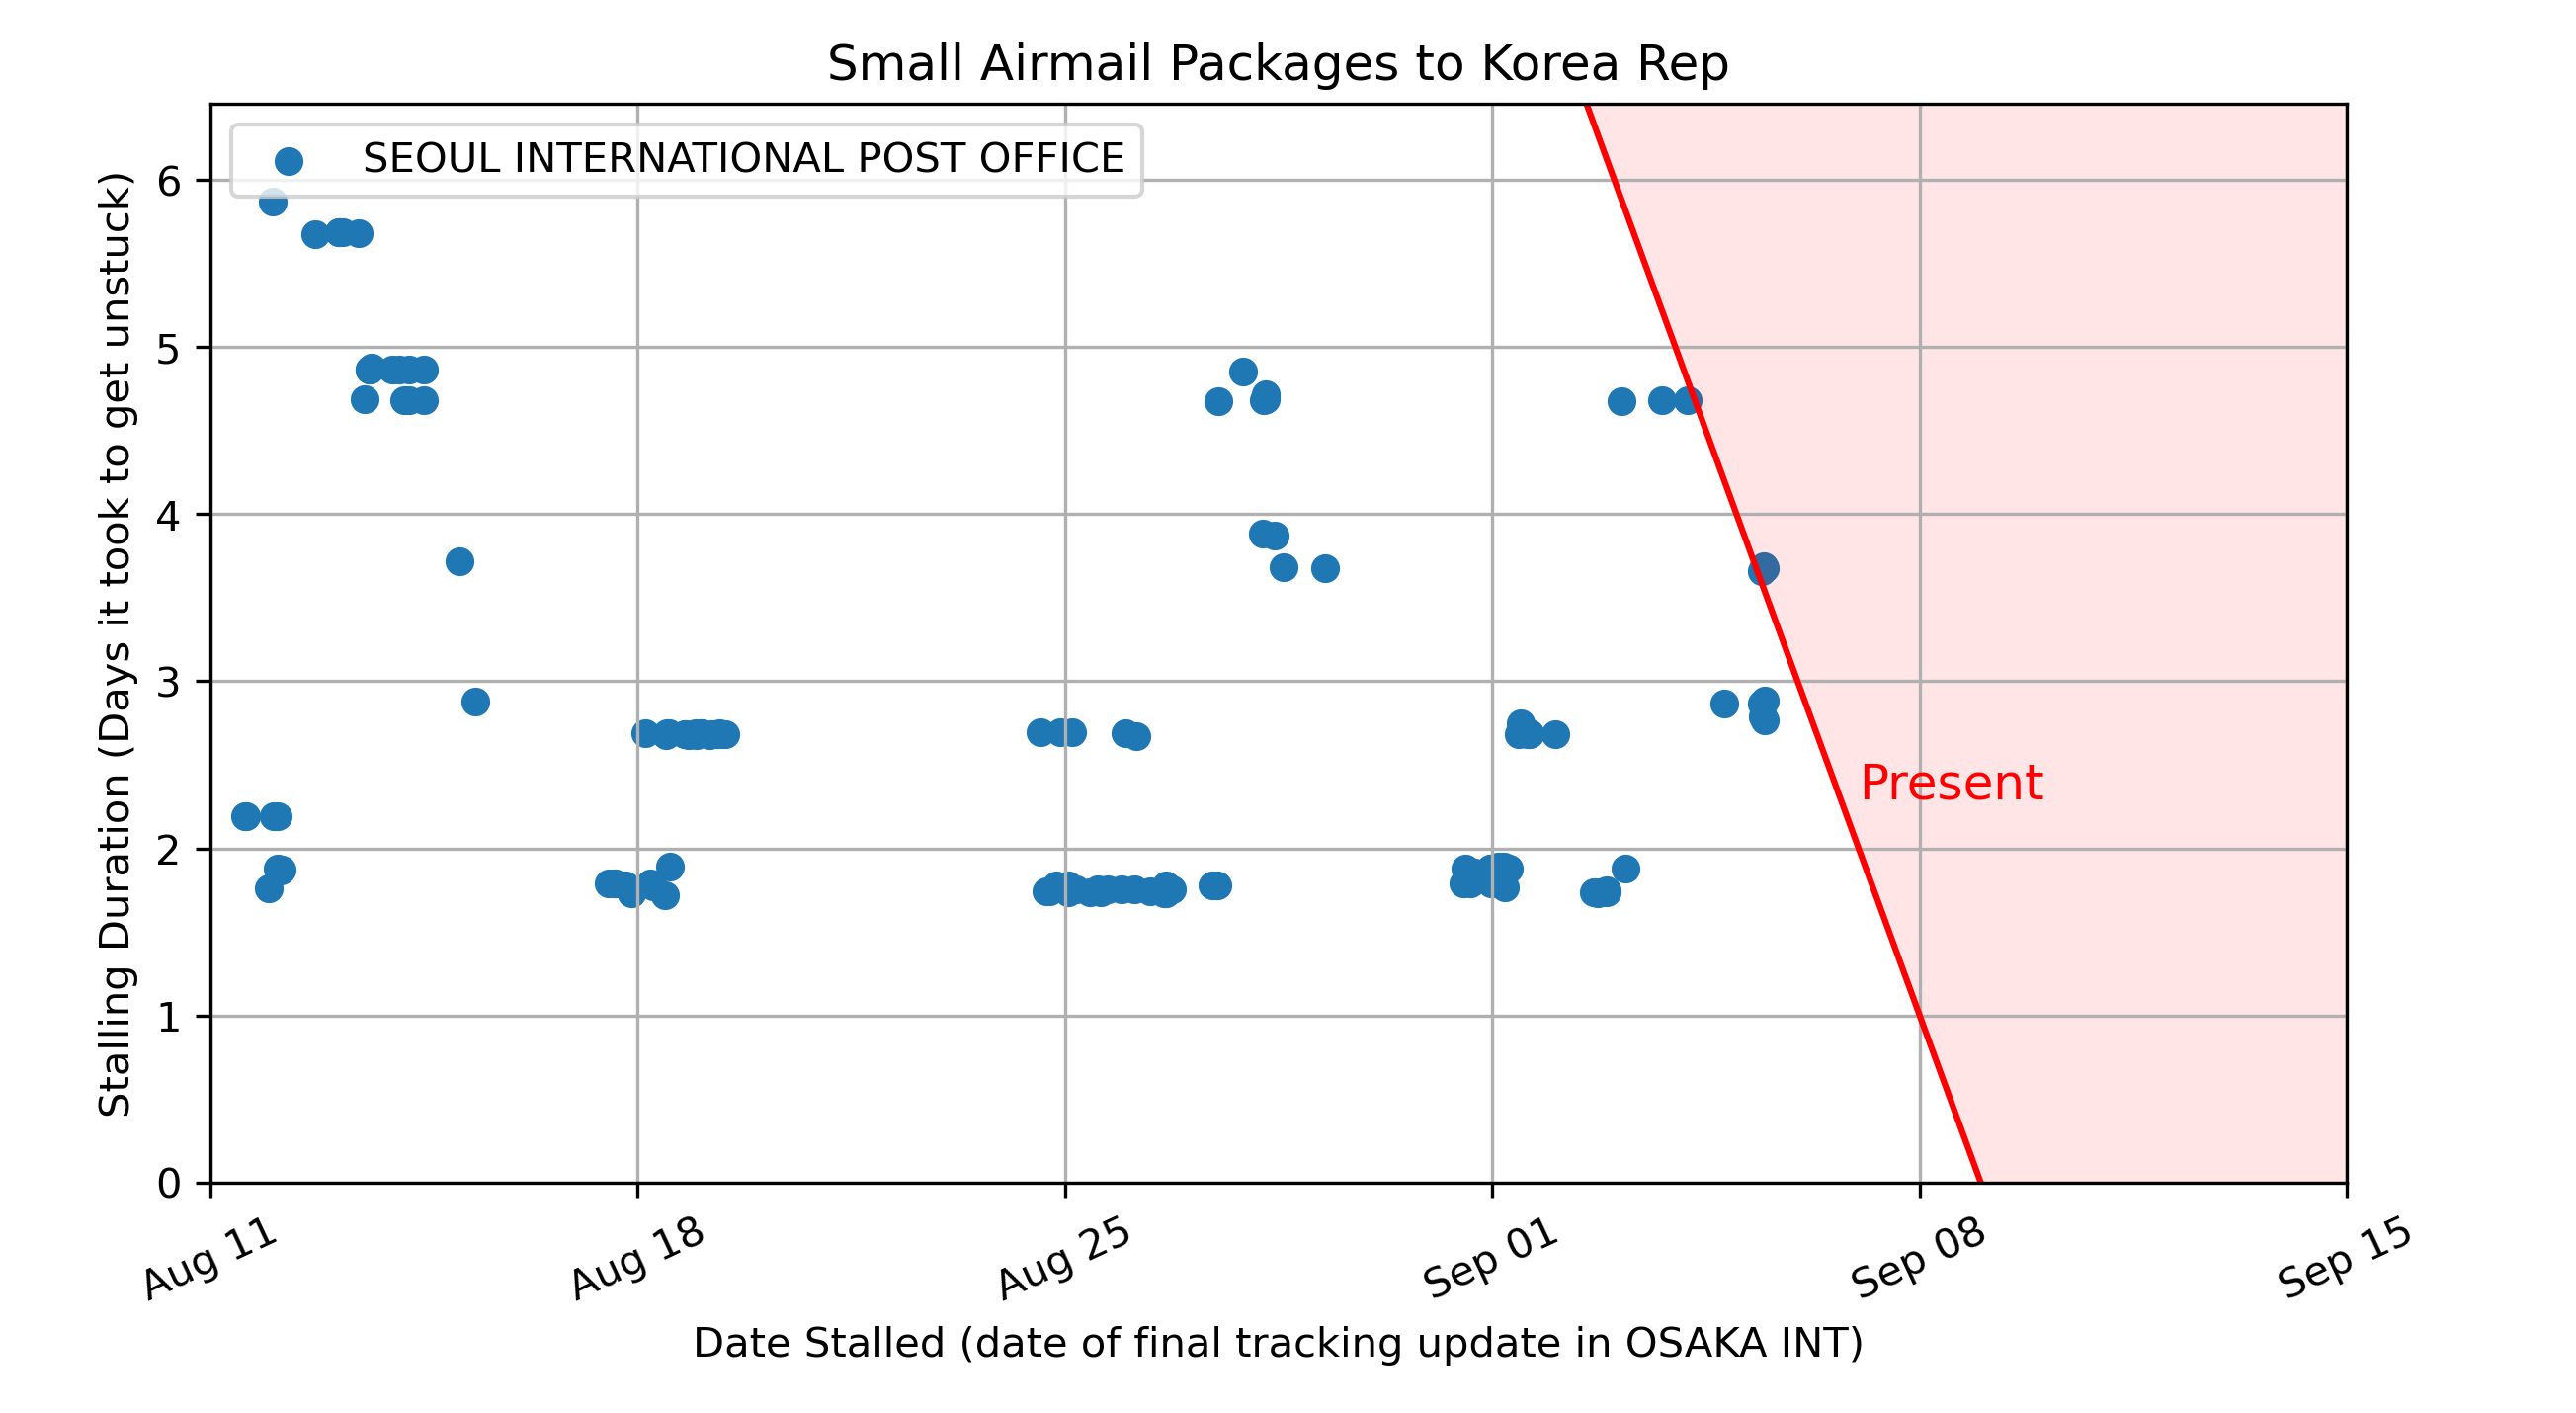 Small Airmail Packages to Korea Rep
SEOUL INTERNATIONAL POST OFFICE
Stalling Duration (Days it took to get unstuck)
6
5
4
3
2
1
0
Present
Aug 11
Aug 18
Aug 25
Sep 01
Sep 08
Sep 15
Date Stalled (date of final tracking update in OSAKA INT)